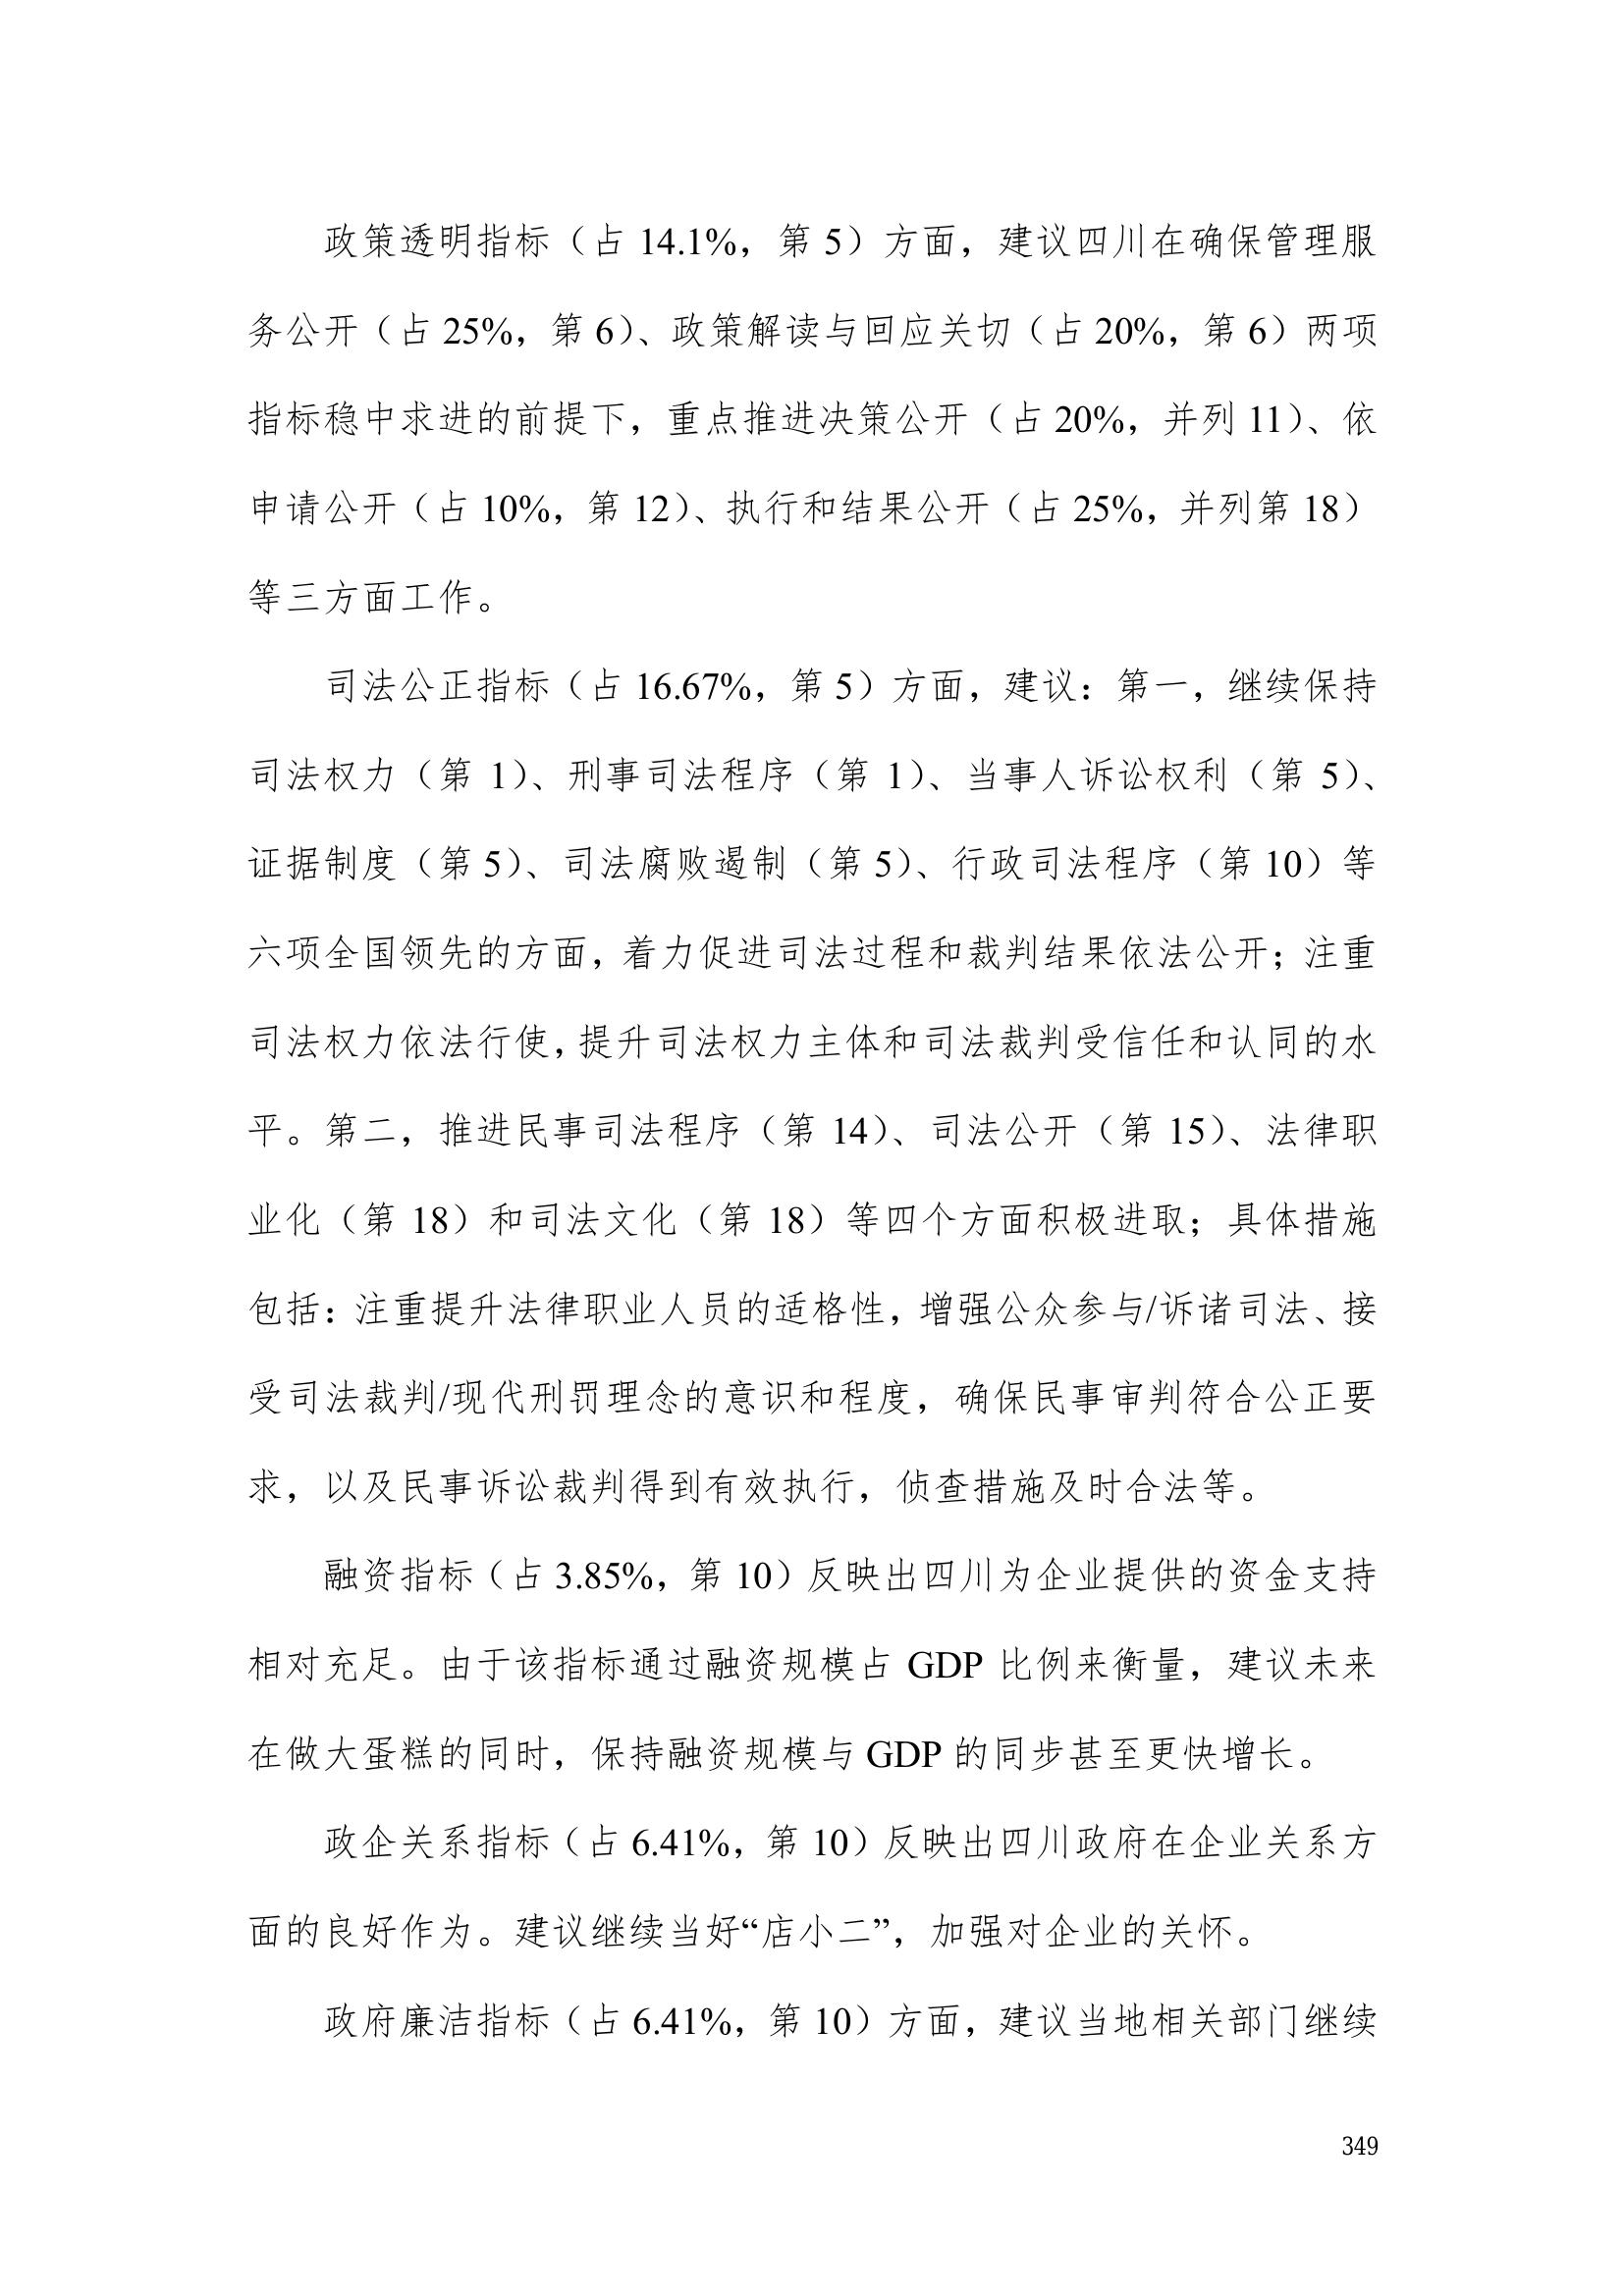 政策透明指标（占 14.1%，第 5）方面，建议四川在确保管理服
务公开（占 25%，第 6）、政策解读与回应关切（占 20%，第 6）两项
指标稳中求进的前提下，重点推进决策公开（占 20%，并列 11）、依
申请公开（占 10%，第 12）、执行和结果公开（占 25%，并列第 18）
等三方面工作。
司法公正指标（占 16.67%，第 5）方面，建议：第一，继续保持
司法权力（第 1）、刑事司法程序（第 1）、当事人诉讼权利（第 5）、
证据制度（第 5）、司法腐败遏制（第 5）、行政司法程序（第 10）等
六项全国领先的方面，着力促进司法过程和裁判结果依法公开；注重
司法权力依法行使，提升司法权力主体和司法裁判受信任和认同的水
平。第二，推进民事司法程序（第 14）、司法公开（第 15）、法律职
业化（第 18）和司法文化（第 18）等四个方面积极进取；具体措施
包括：注重提升法律职业人员的适格性，增强公众参与/诉诸司法、接
受司法裁判/现代刑罚理念的意识和程度，确保民事审判符合公正要
求，以及民事诉讼裁判得到有效执行，侦查措施及时合法等。
融资指标（占 3.85%，第 10）反映出四川为企业提供的资金支持
相对充足。由于该指标通过融资规模占 GDP 比例来衡量，建议未来
在做大蛋糕的同时，保持融资规模与 GDP 的同步甚至更快增长。
政企关系指标（占 6.41%，第 10）反映出四川政府在企业关系方
面的良好作为。建议继续当好“店小二”，加强对企业的关怀。
政府廉洁指标（占 6.41%，第 10）方面，建议当地相关部门继续
349